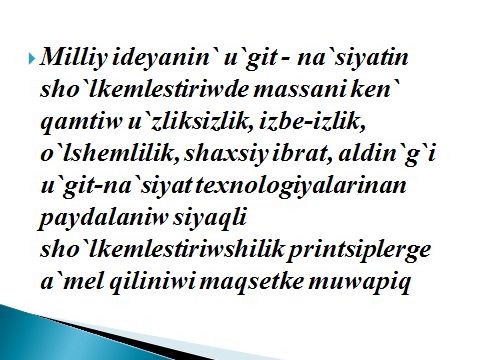 Milliy ideyanin` u`git - na`siyatin
sho`lkemlestiriwde massani ken`
qamtiw u`zliksizlik, izbe-izlik,
o`lshemlilik, shaxsiy ibrat, aldin`g`i
u`git-na`siyat texnologiyalarinan
paydalaniw siyaqli
sho`lkemlestiriwshilik printsiplerge
a`mel qiliniwi maqsetke muwapiq